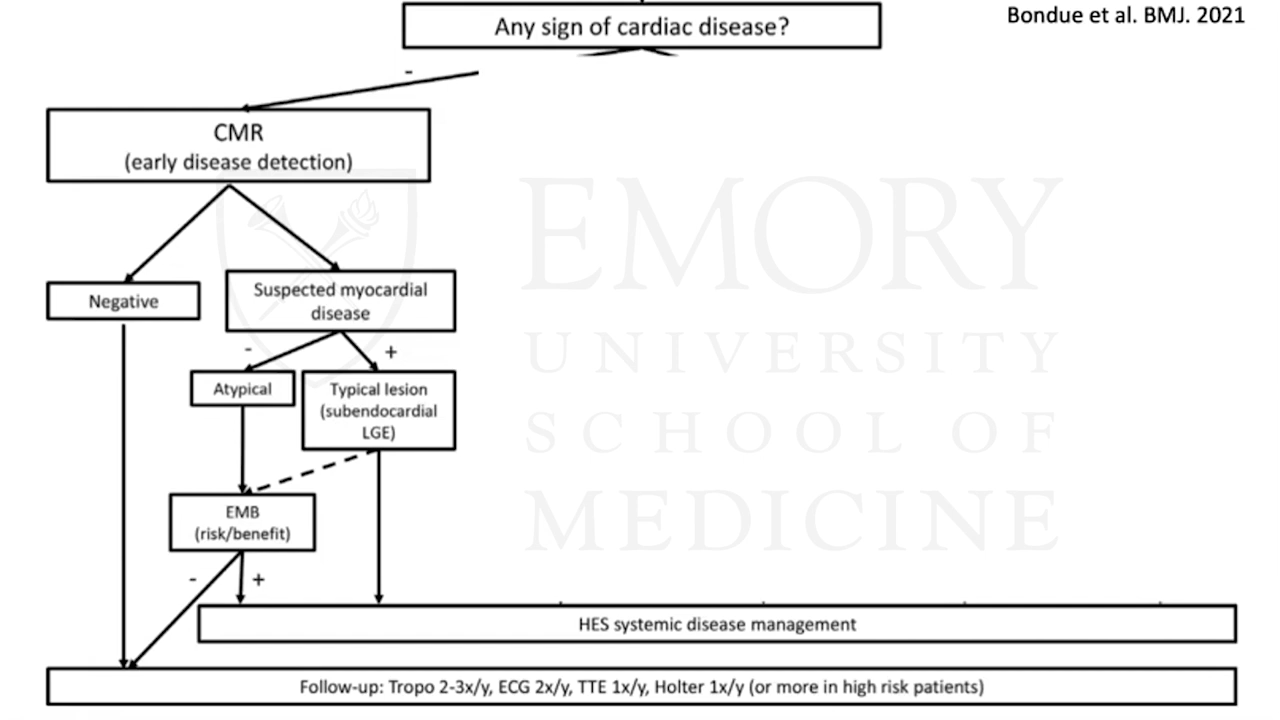 Any sign of cardiac disease?
Bondue et al. BMJ. 2021
-
CMR
(early disease detection)
EMORY
UNIVERSITY
SCHOOL OF
MEDICINE
Negative
Suspected myocardial
disease
-
+
Atypical
Typical lesion
(subendocardial
LGE)
EMB
(risk/benefit)
-
+
HES systemic disease management
Follow-up: Tropo 2-3x/y, ECG 2x/y, TTE 1x/y, Holter 1x/y (or more in high risk patients)